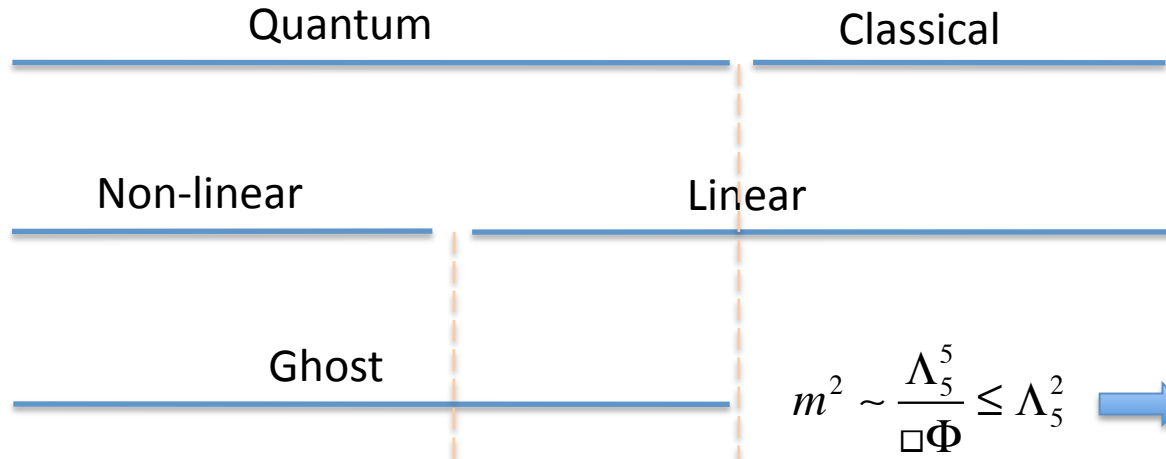 Quantum Classical
Non-linear Linear
Ghost
m² ~ Λ₅⁵ / □Φ ≤ Λ₅²